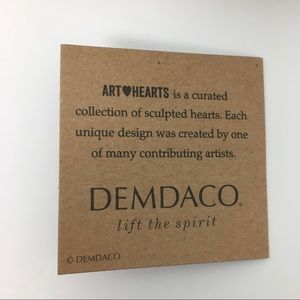 ART♥HEARTS is a curated
collection of sculpted hearts. Each
unique design was created by one
of many contributing artists.
DEMDACO®
lift the spirit
© DEMDACO